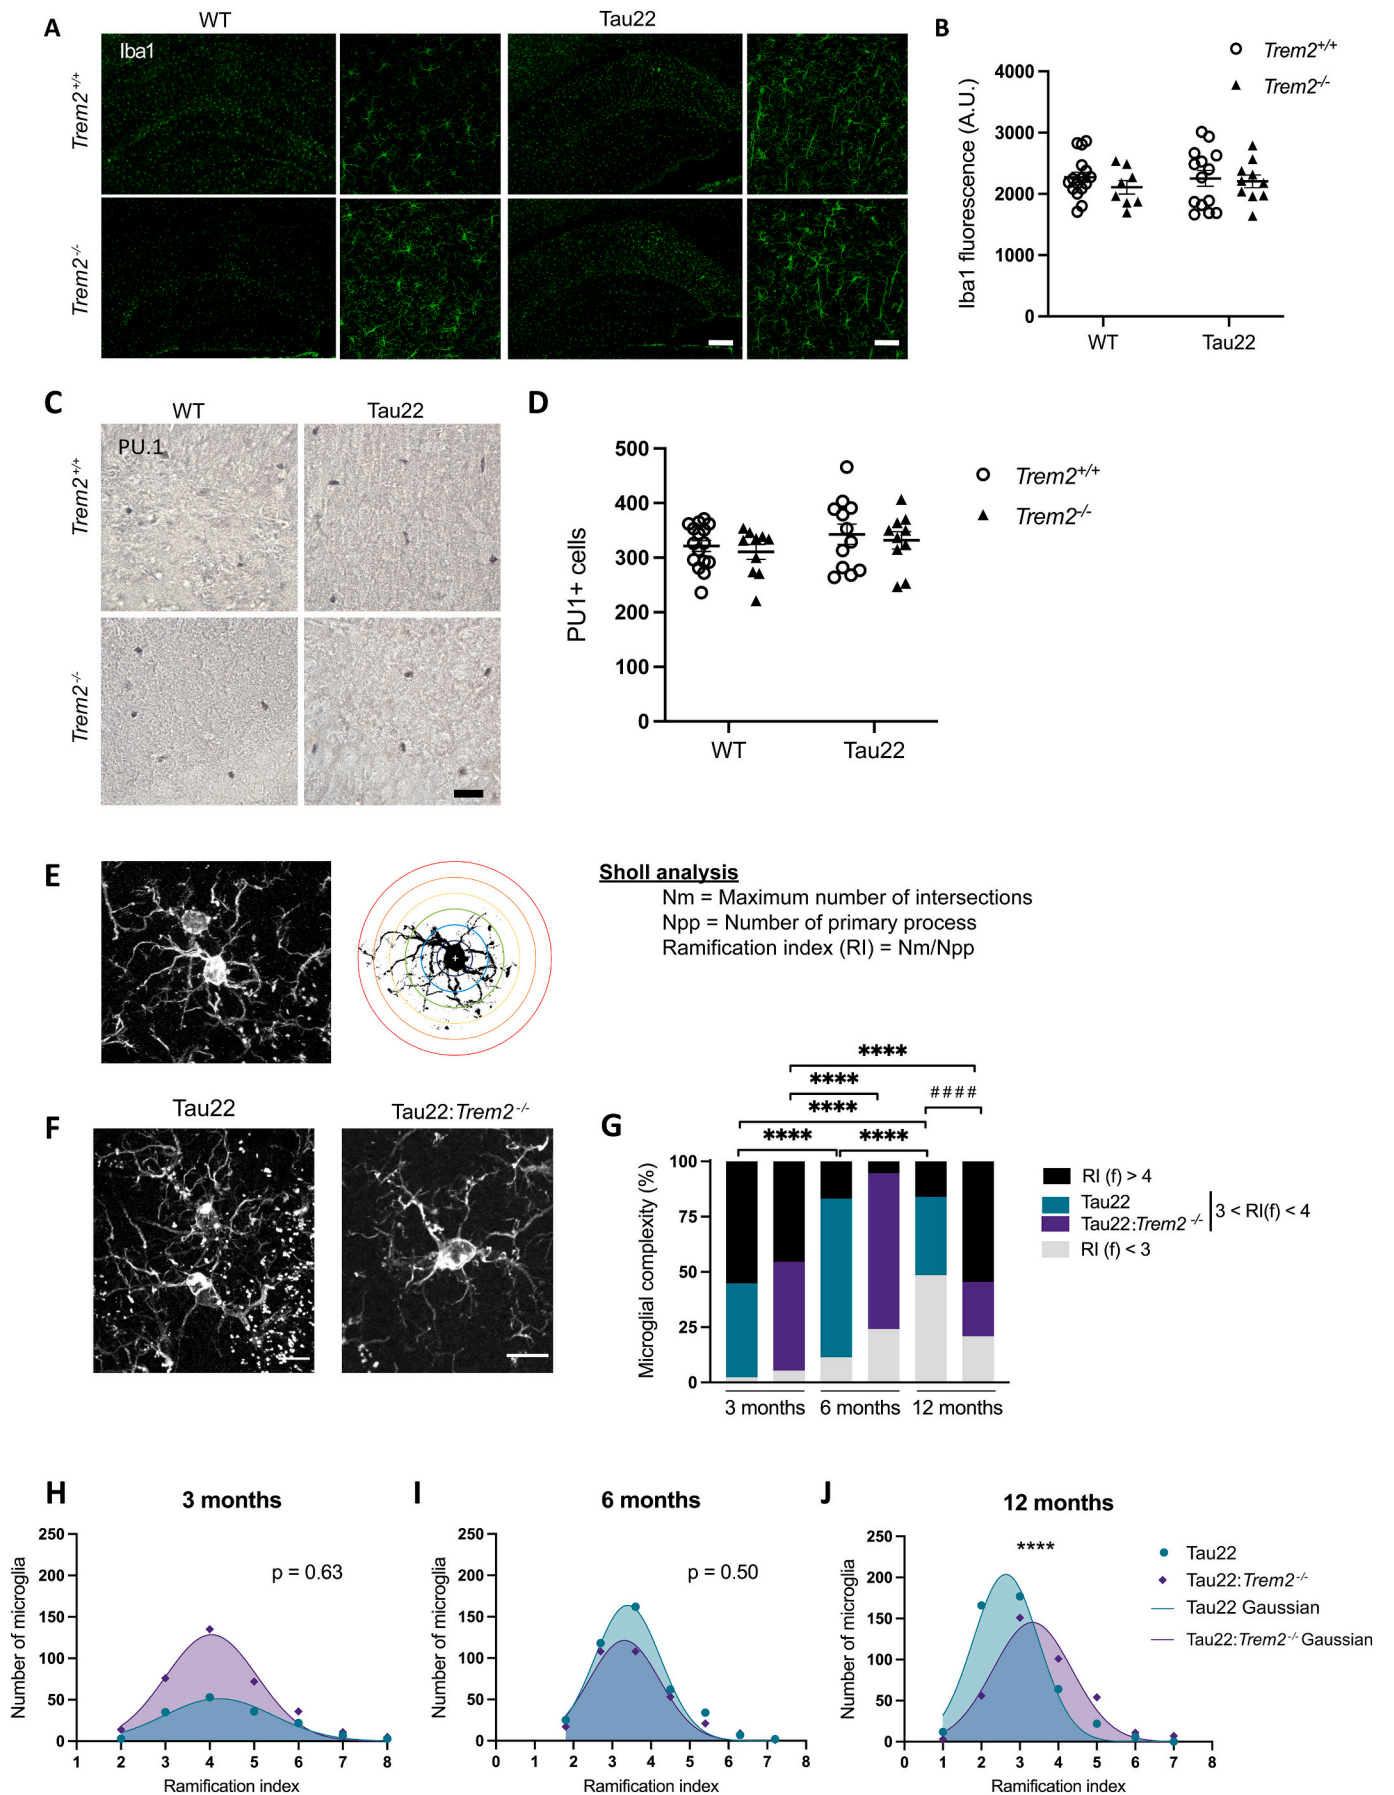 A
WT
Tau22
Iba1
Trem2+/+
Trem2-/-
B
Trem2+/+
Trem2-/-
Iba1 fluorescence (A.U.)
4000
3000
2000
1000
0
WT
Tau22
C
WT
Tau22
PU.1
Trem2+/+
Trem2-/-
D
PU1+ cells
500
400
300
200
100
0
WT
Tau22
Trem2+/+
Trem2-/-
E
Sholl analysis
Nm = Maximum number of intersections
Npp = Number of primary process
Ramification index (RI) = Nm/Npp
F
Tau22
Tau22:Trem2-/-
G
****
****
####
****
****
****
Microglial complexity (%)
100
75
50
25
0
3 months
6 months
12 months
RI (f) > 4
Tau22
Tau22:Trem2-/-
3 < RI(f) < 4
RI (f) < 3
H
3 months
Number of microglia
250
200
150
100
50
0
p = 0.63
1 2 3 4 5 6 7 8
Ramification index
I
6 months
Number of microglia
250
200
150
100
50
0
p = 0.50
0 1 2 3 4 5 6 7 8
Ramification index
J
12 months
Number of microglia
250
200
150
100
50
0
****
0 1 2 3 4 5 6 7 8
Ramification index
Tau22
Tau22:Trem2-/-
Tau22 Gaussian
Tau22:Trem2-/- Gaussian